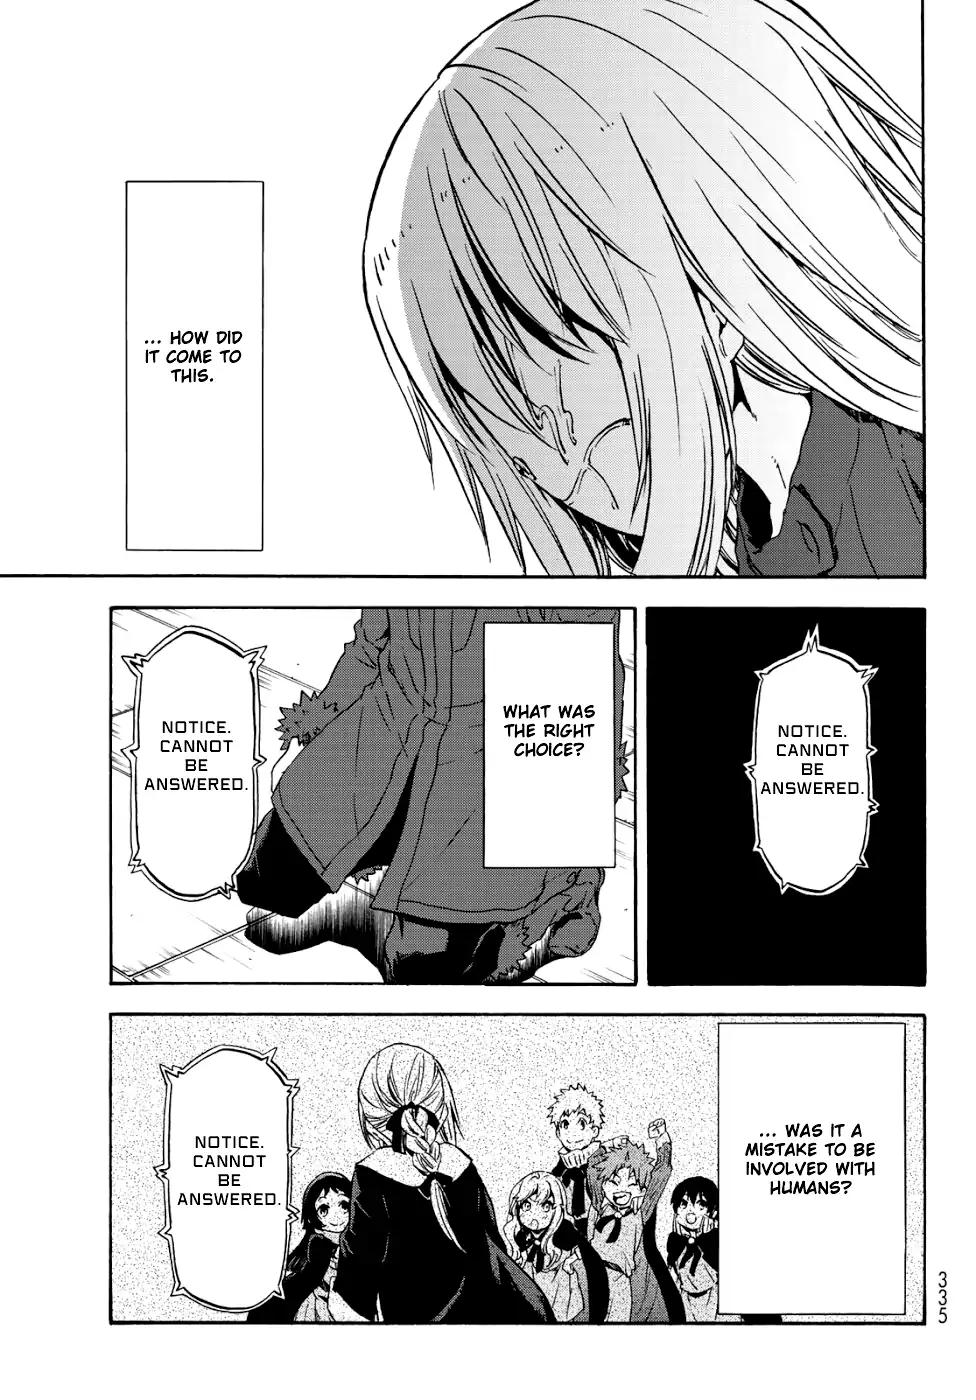 ... HOW DID
IT COME TO
THIS.
NOTICE.
CANNOT
BE
ANSWERED.
WHAT WAS
THE RIGHT
CHOICE?
NOTICE.
CANNOT
BE
ANSWERED.
... WAS IT A
MISTAKE TO BE
INVOLVED WITH
HUMANS?
NOTICE.
CANNOT
BE
ANSWERED.
335